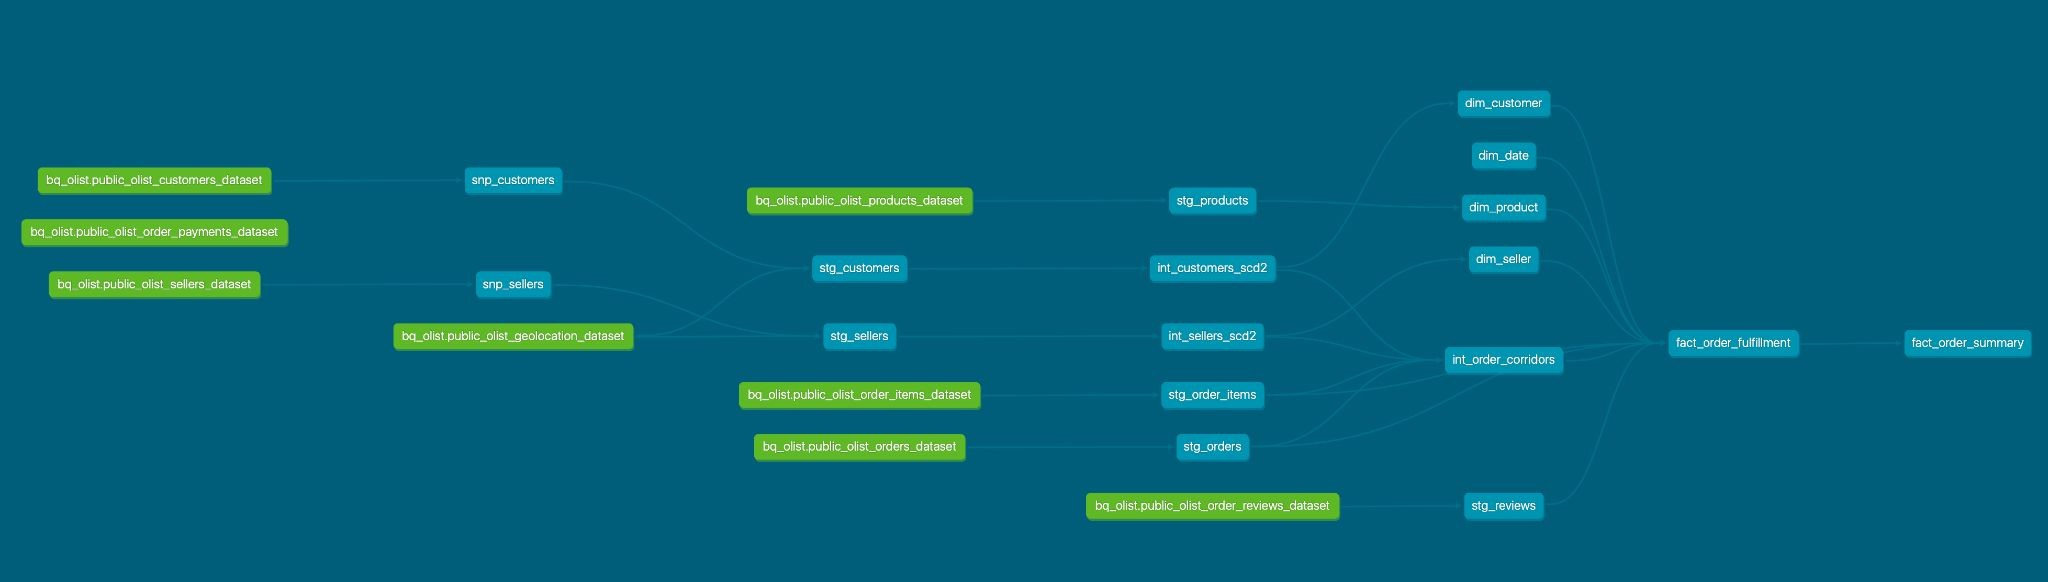 dim_customer
dim_date
bq_olist.public_olist_customers_dataset
snp_customers
bq_olist.public_olist_products_dataset
stg_products
dim_product
bq_olist.public_olist_order_payments_dataset
dim_seller
stg_customers
int_customers_scd2
bq_olist.public_olist_sellers_dataset
snp_sellers
bq_olist.public_olist_geolocation_dataset
stg_sellers
int_sellers_scd2
fact_order_fulfillment
fact_order_summary
int_order_corridors
bq_olist.public_olist_order_items_dataset
stg_order_items
bq_olist.public_olist_orders_dataset
stg_orders
bq_olist.public_olist_order_reviews_dataset
stg_reviews